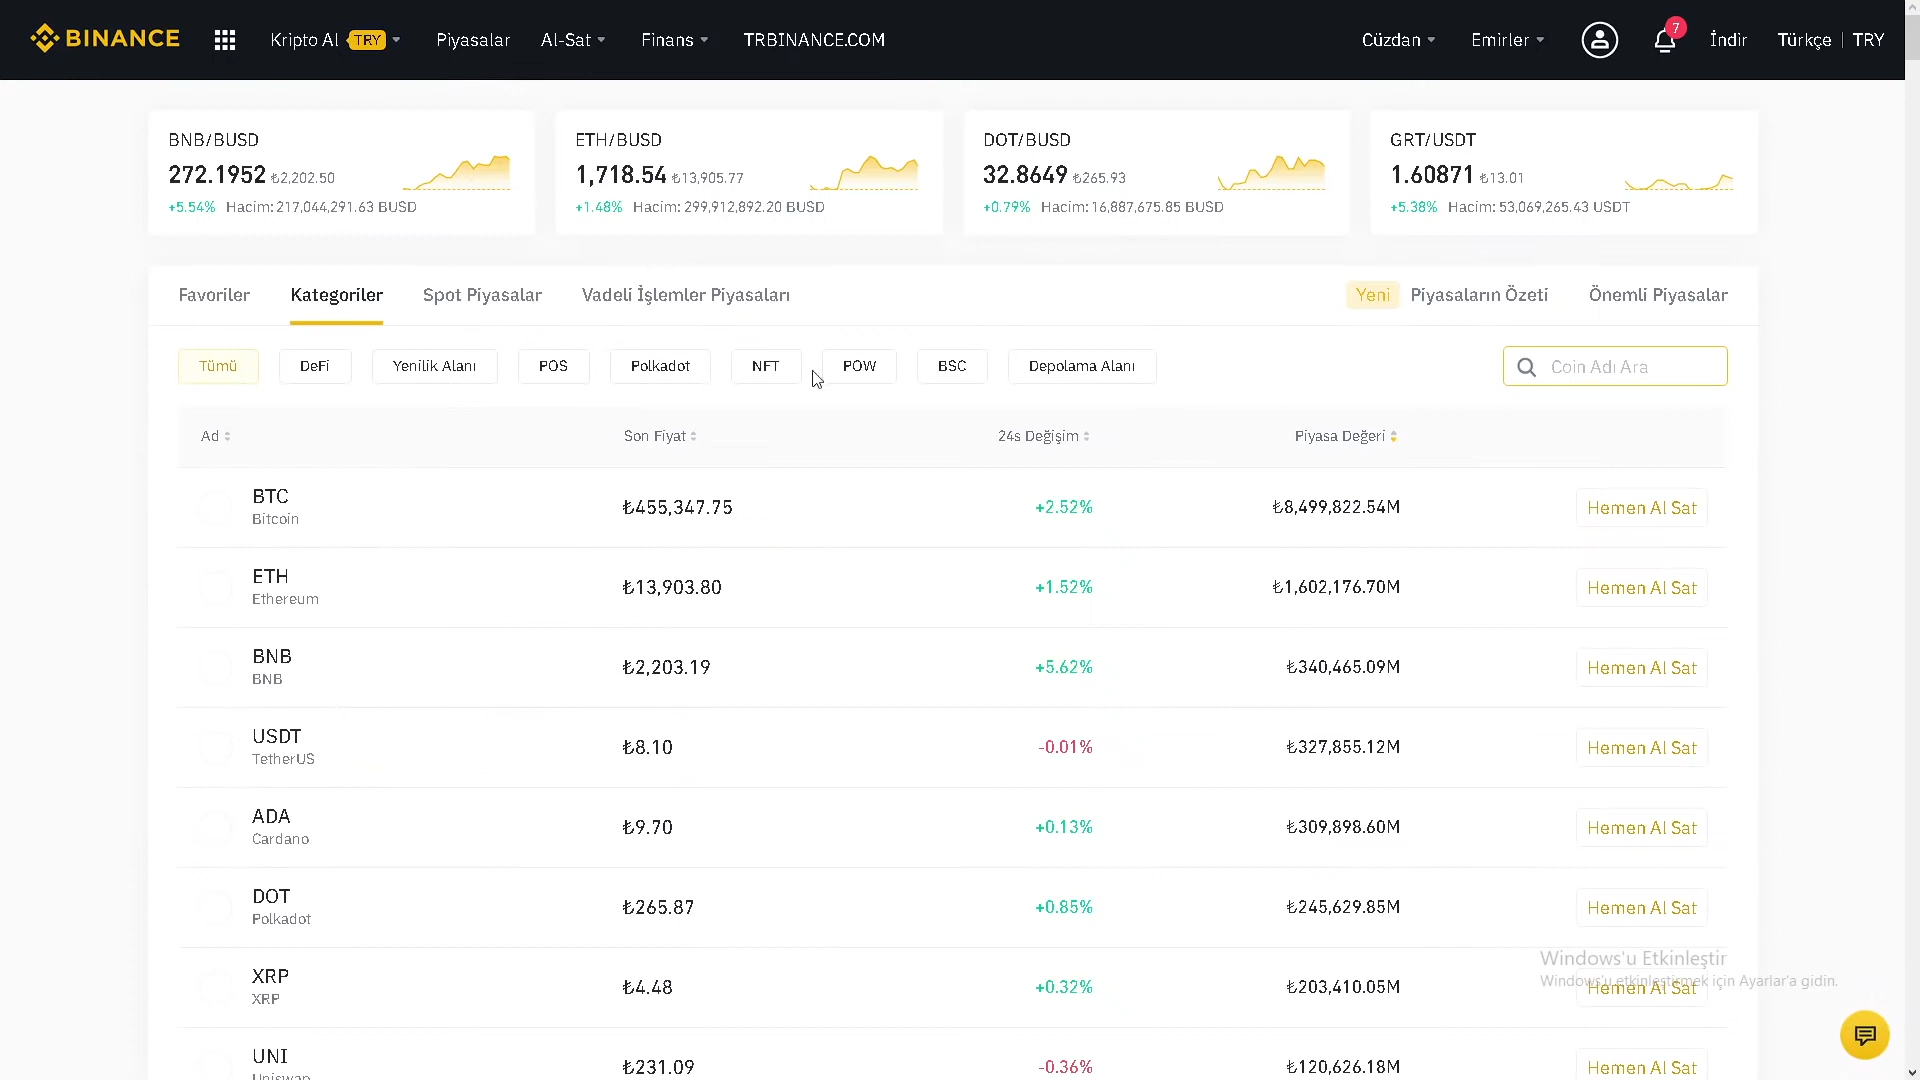 BINANCE Kripto Al TRY Piyasalar Al-Sat Finans TRBINANCE.COM Cüzdan Emirler 7 İndir Türkçe | TRY
BNB/BUSD
272.1952 ₺2,202.50
+5.54% Hacim: 217,044,291.63 BUSD
ETH/BUSD
1,718.54 ₺13,905.77
+1.48% Hacim: 299,912,892.20 BUSD
DOT/BUSD
32.8649 ₺265.93
+0.79% Hacim: 16,887,675.85 BUSD
GRT/USDT
1.60871 ₺13.01
+5.38% Hacim: 53,069,265.43 USDT
Favoriler Kategoriler Spot Piyasalar Vadeli İşlemler Piyasaları Yeni Piyasaların Özeti Önemli Piyasalar
Tümü DeFi Yenilik Alanı POS Polkadot NFT POW BSC Depolama Alanı Coin Adı Ara
Ad Son Fiyat 24s Değişim Piyasa Değeri
BTC
Bitcoin
₺455,347.75 +2.52% ₺8,499,822.54M Hemen Al Sat
ETH
Ethereum
₺13,903.80 +1.52% ₺1,602,176.70M Hemen Al Sat
BNB
BNB
₺2,203.19 +5.62% ₺340,465.09M Hemen Al Sat
USDT
TetherUS
₺8.10 -0.01% ₺327,855.12M Hemen Al Sat
ADA
Cardano
₺9.70 +0.13% ₺309,898.60M Hemen Al Sat
DOT
Polkadot
₺265.87 +0.85% ₺245,629.85M Hemen Al Sat
XRP
XRP
₺4.48 +0.32% ₺203,410.05M Hemen Al Sat
Windows'u Etkinleştir
Windows'u etkinleştirmek için Ayarlar'a gidin.
UNI
Uniswap
₺231.09 -0.36% ₺120,626.18M Hemen Al Sat